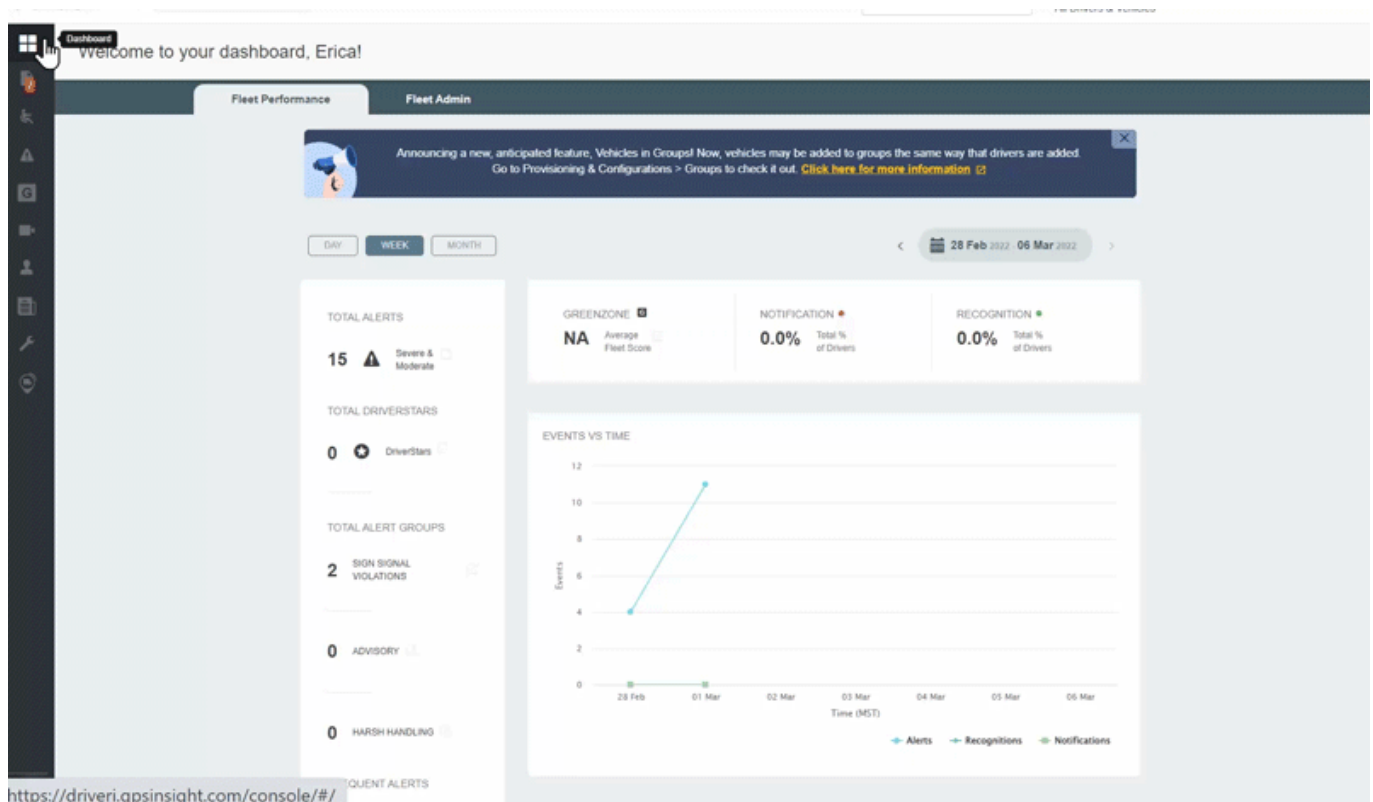 Dashboard
Welcome to your dashboard, Erica!
Fleet Performance
Fleet Admin
Announcing a new, anticipated feature, Vehicles in Groups! Now, vehicles may be added to groups the same way that drivers are added.
Go to Provisioning & Configurations > Groups to check it out. Click here for more information
DAY
WEEK
MONTH
28 Feb 2022 - 06 Mar 2022
TOTAL ALERTS
15
Severe &
Moderate
TOTAL DRIVERSTARS
0
DriverStars
TOTAL ALERT GROUPS
2
SIGN SIGNAL
VIOLATIONS
0
ADVISORY
0
HARSH HANDLING
QUENT ALERTS
GREENZONE G
NA
Average
Fleet Score
NOTIFICATION
0.0%
Total %
of Drivers
RECOGNITION
0.0%
Total %
of Drivers
EVENTS VS TIME
12
10
8
6
4
2
0
Events
28 Feb
01 Mar
02 Mar
03 Mar
04 Mar
05 Mar
06 Mar
Time (MST)
Alerts
Recognitions
Notifications
https://driveri.gpsinsight.com/console/#/